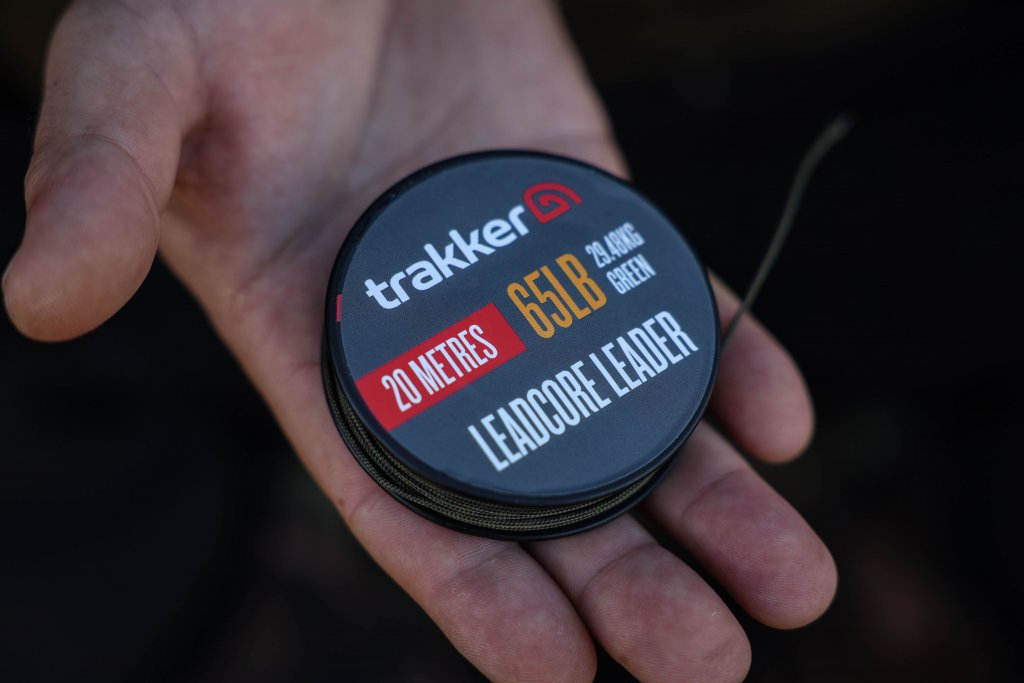 trakker
20 METRES
65LB
29.48KG
GREEN
LEADCORE LEADER